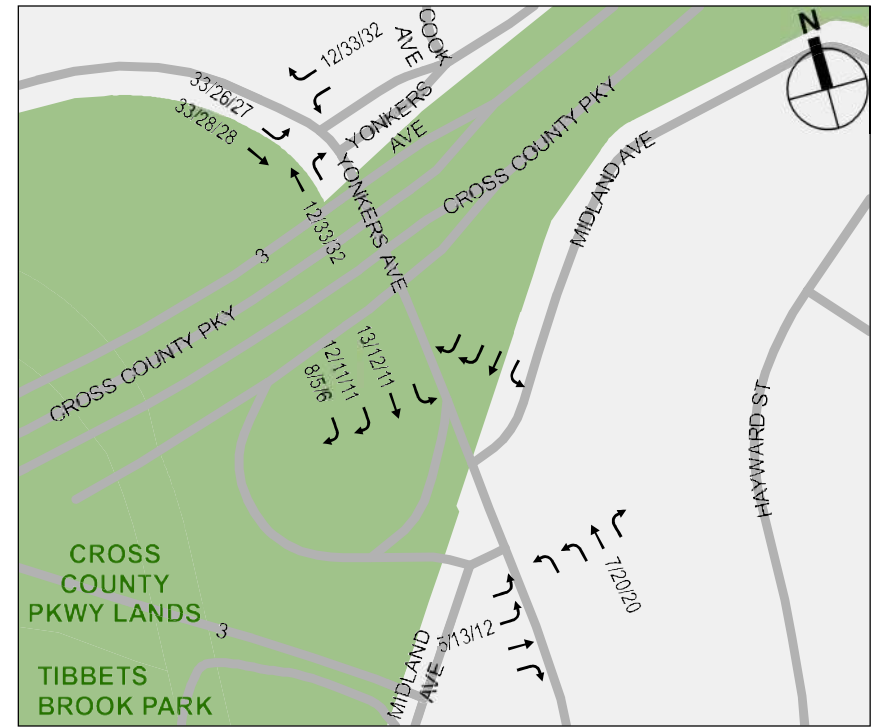 COOK
AVE
N
12/33/32
33/26/27
33/28/28
YONKERS
AVE
CROSS COUNTY PKY
MIDLAND AVE
YONKERS AVE
12/33/32
3
CROSS COUNTY PKY
13/12/11
12/11/11
8/5/6
HAYWARD ST
CROSS
COUNTY
PKWY LANDS
7/20/20
3
5/13/12
MIDLAND
AVE
TIBBETS
BROOK PARK